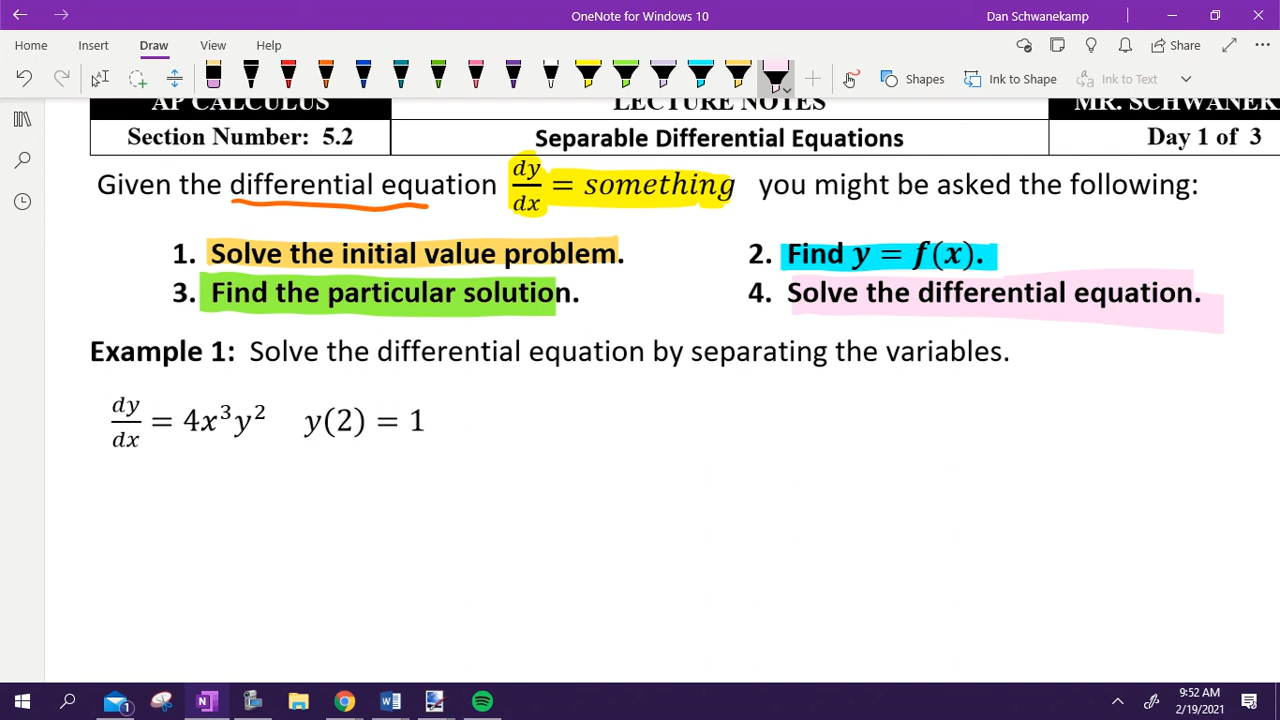 OneNote for Windows 10
Dan Schwanekamp
Home Insert Draw View Help
Share
Shapes Ink to Shape Ink to Text
AP CALCULUS LECTURE NOTES MR. SCHWANEK
Section Number: 5.2 Separable Differential Equations Day 1 of 3
Given the differential equation dy/dx = something you might be asked the following:
1. Solve the initial value problem. 2. Find y = f(x).
3. Find the particular solution. 4. Solve the differential equation.
Example 1: Solve the differential equation by separating the variables.
dy/dx = 4x³y² y(2) = 1
1
9:52 AM
2/19/2021